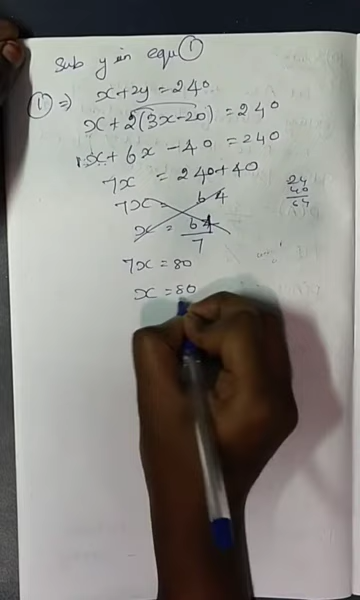 Sub y in equ ①
① ⇒ x + 2y = 240
x + 2(3x - 20) = 240
x + 6x - 40 = 240
7x = 240 + 40
7x = 64
x = 64/7
24
40
64
7x = 80
x = 80